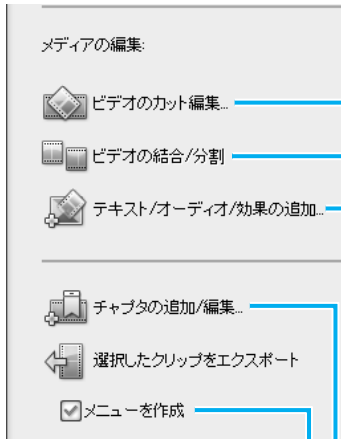 メディアの編集:
ビデオのカット編集...
ビデオの結合/分割
テキスト/オーディオ/効果の追加...
チャプタの追加/編集...
選択したクリップをエクスポート
メニューを作成